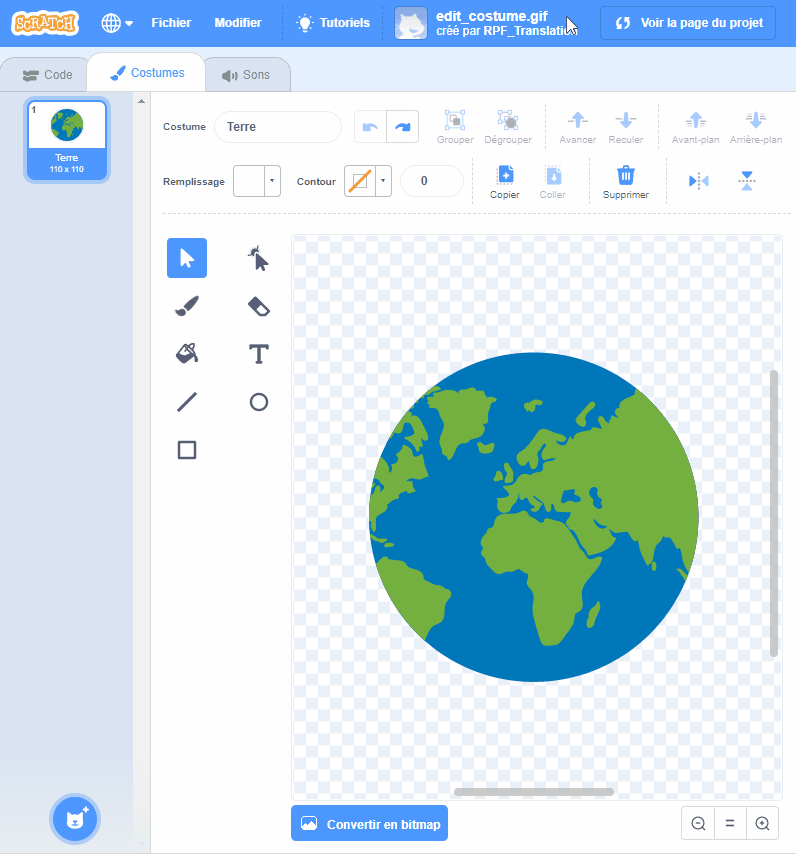 SCRATCH Fichier Modifier Tutoriels edit_costume.gif Voir la page du projet
créé par RPF_Translation
Code Costumes Sons
1
Terre
110 x 110
Costume Terre Grouper Dégrouper Avancer Reculer Avant-plan Arrière-plan
Remplissage Contour 0 Copier Coller Supprimer
T
Convertir en bitmap